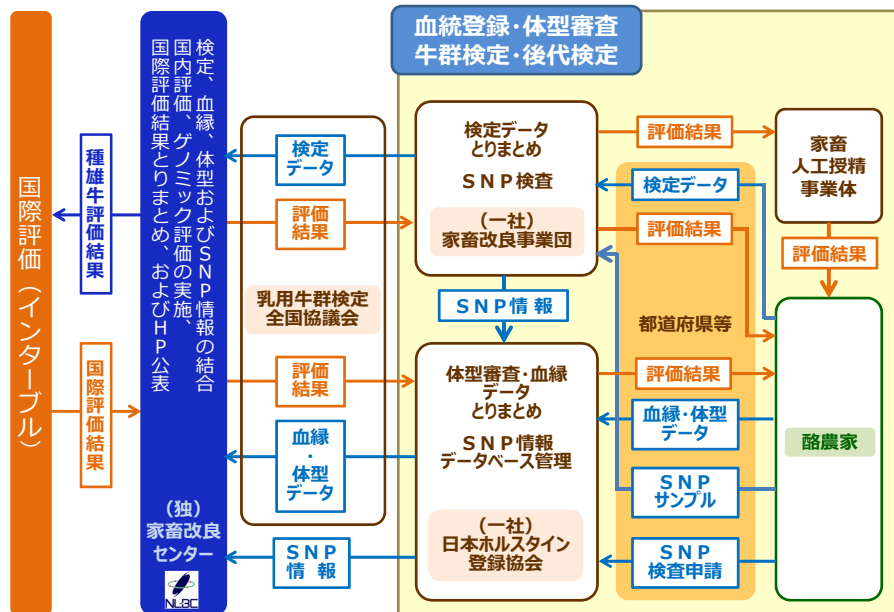 血統登録・体型審査
牛群検定・後代検定
国際評価（インターブル）
種雄牛評価結果
国際評価結果
検定、血縁、体型およびＳＮＰ情報の結合
国内評価、ゲノミック評価の実施、
国際評価結果とりまとめ、およびＨＰ公表
（独）
家畜改良
センター
NLBC
検定
データ
評価
結果
乳用牛群検定
全国協議会
評価
結果
血縁
・
体型
データ
ＳＮＰ
情 報
検定データ
とりまとめ
ＳＮＰ検査
（一社）
家畜改良事業団
ＳＮＰ情 報
体型審査・血縁
データ
とりまとめ
ＳＮＰ情報
データベース管理
（一社）
日本ホルスタイン
登録協会
評価結果
検定データ
評価結果
都道府県等
評価結果
血縁・体型
データ
ＳＮＰ
サンプル
ＳＮＰ
検査申請
家畜
人工授精
事業体
評価結果
酪農家